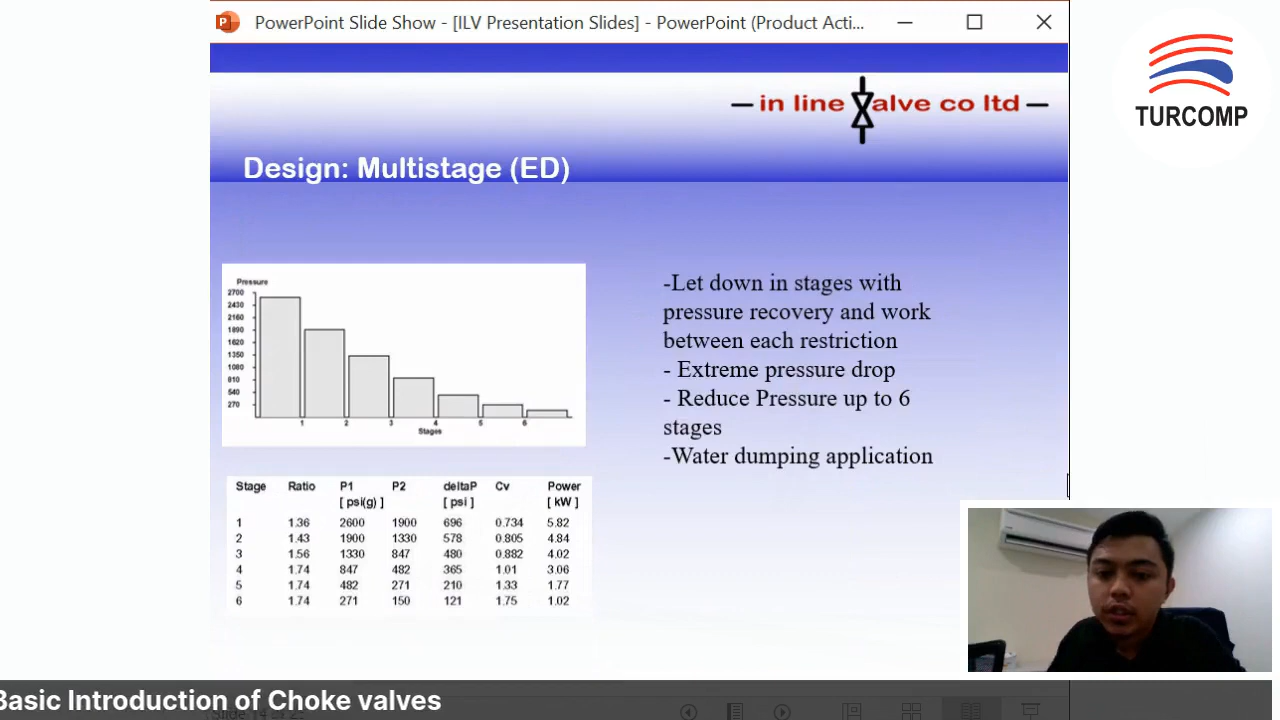 PowerPoint Slide Show - [ILV Presentation Slides] - PowerPoint (Product Acti...
in line valve co ltd
TURCOMP
Design: Multistage (ED)
Pressure
2700
2430
2160
1890
1620
1350
1080
810
540
270
1 2 3 4 5 6
Stages
-Let down in stages with
pressure recovery and work
between each restriction
- Extreme pressure drop
- Reduce Pressure up to 6
stages
-Water dumping application
Stage Ratio P1 P2 deltaP Cv Power
[ psi(g) ] [ psi ] [ kW ]
1 1.36 2600 1900 696 0.734 5.82
2 1.43 1900 1330 578 0.805 4.84
3 1.56 1330 847 480 0.882 4.02
4 1.74 847 482 365 1.01 3.06
5 1.74 482 271 210 1.33 1.77
6 1.74 271 150 121 1.75 1.02
Basic Introduction of Choke valves